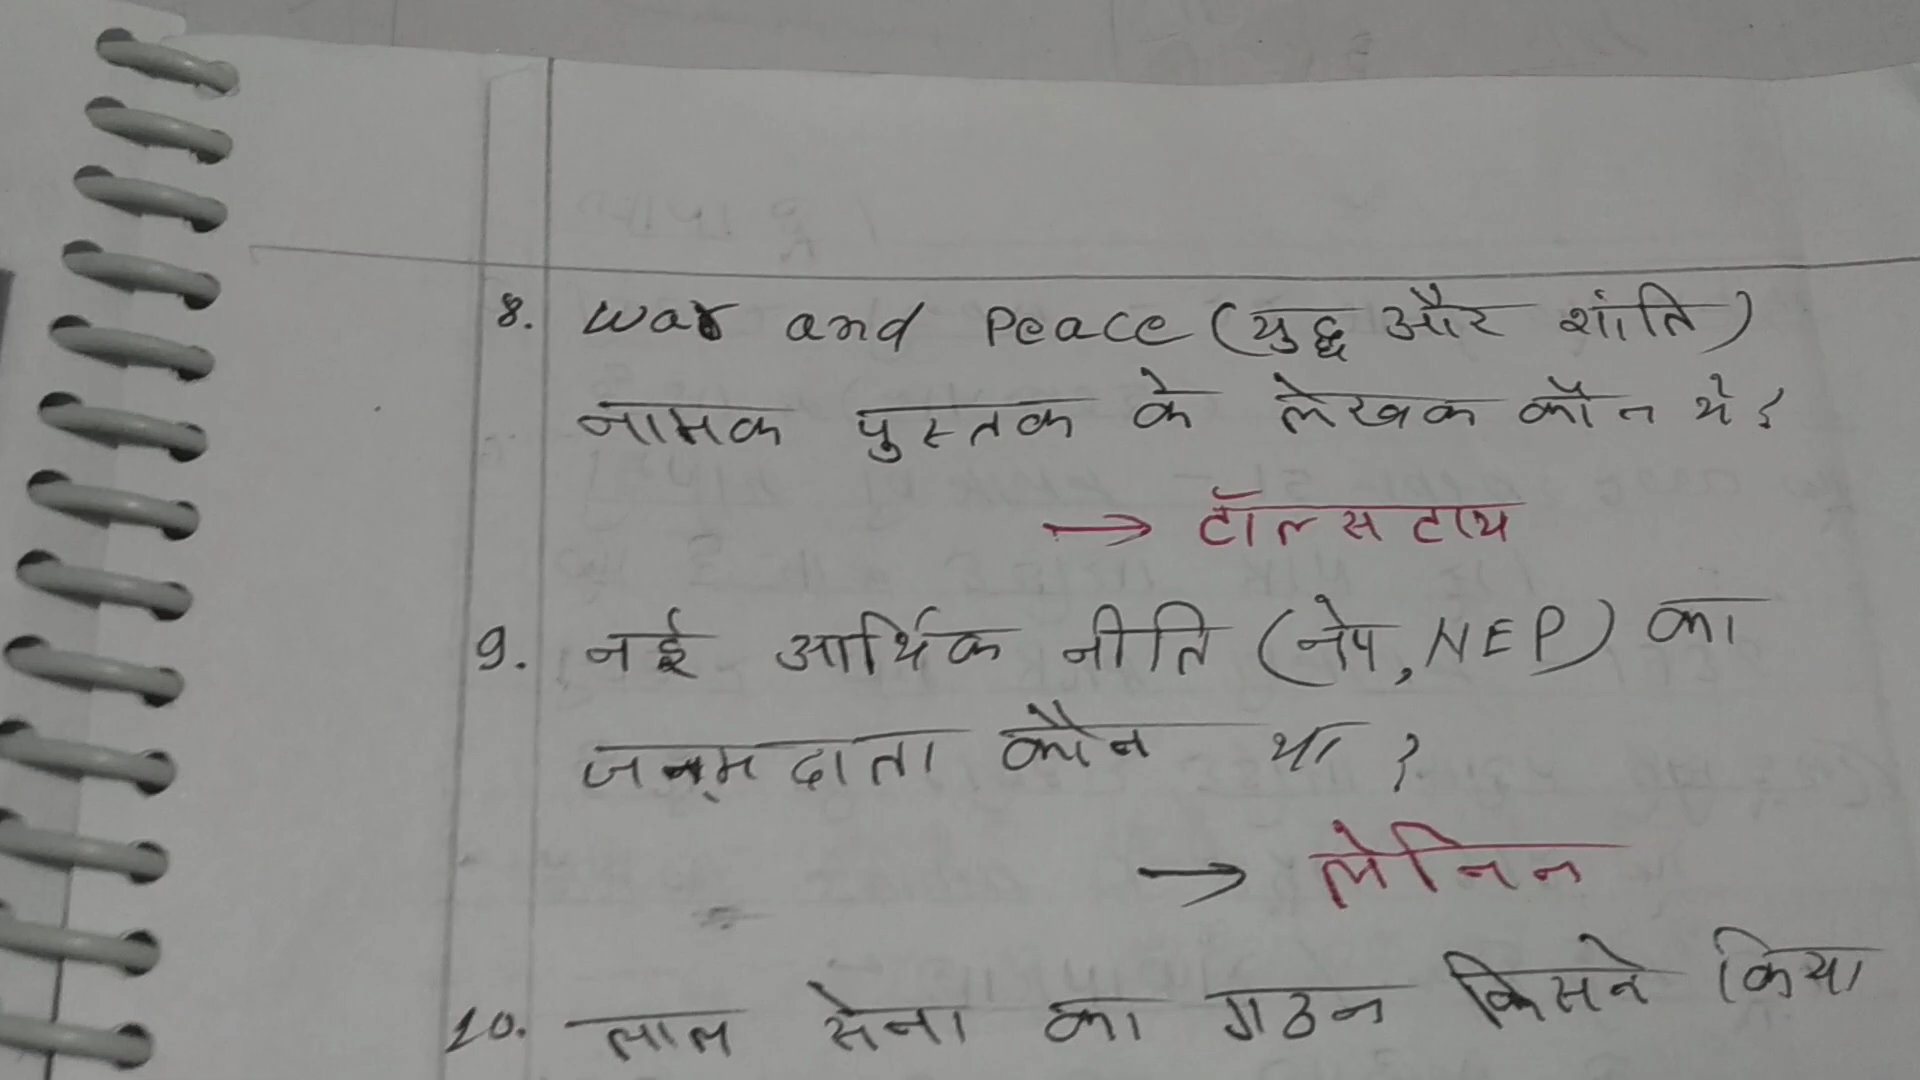 8. War and Peace (युद्ध और शांति)
नामक पुस्तक के लेखक कौन थे ?
→ टॉलसटाय
9. नई आर्थिक नीति (नेप, NEP) का
जन्मदाता कौन था ?
→ लेनिन
10. लाल सेना का गठन किसने किया